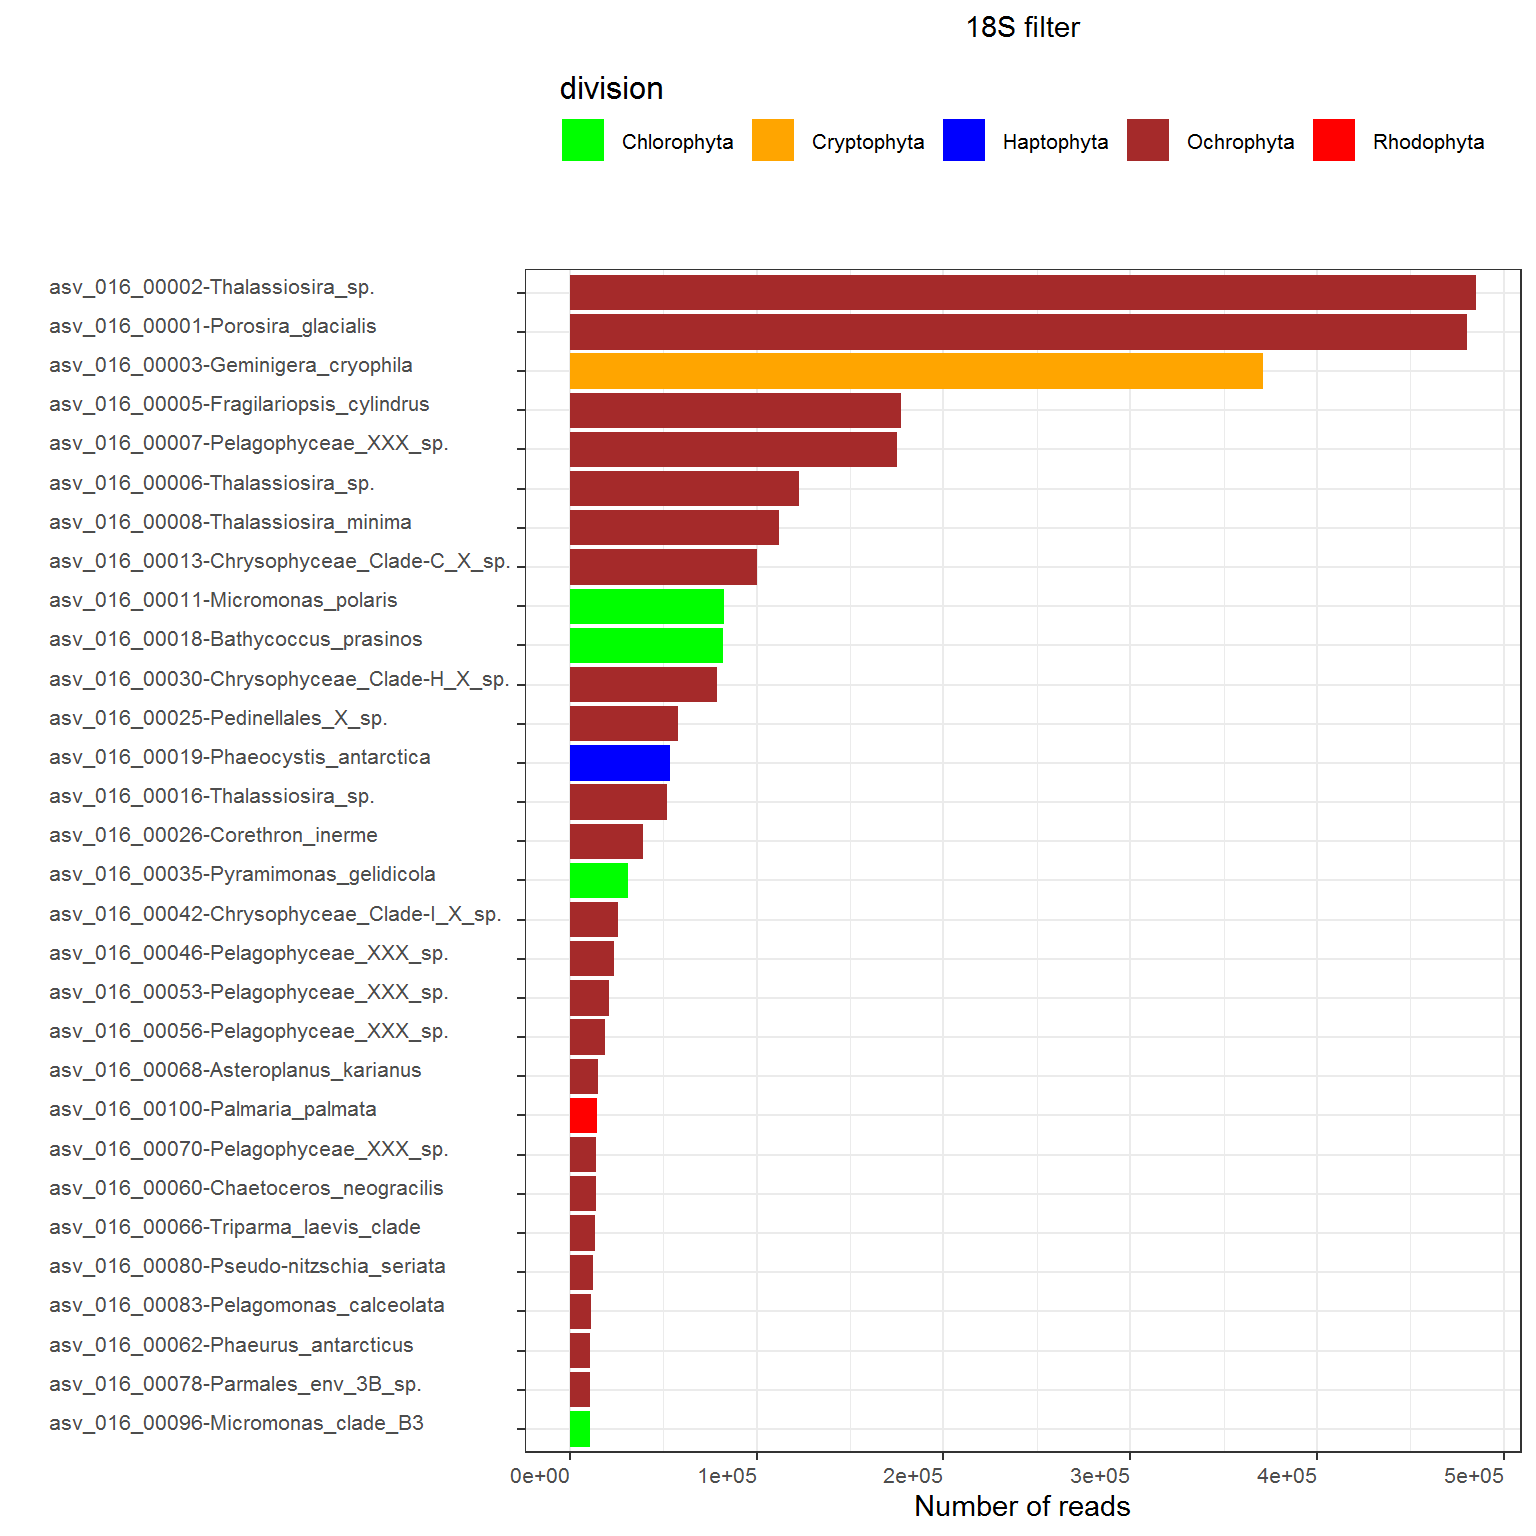 18S filter
division
Chlorophyta Cryptophyta Haptophyta Ochrophyta Rhodophyta
asv_016_00002-Thalassiosira_sp.
asv_016_00001-Porosira_glacialis
asv_016_00003-Geminigera_cryophila
asv_016_00005-Fragilariopsis_cylindrus
asv_016_00007-Pelagophyceae_XXX_sp.
asv_016_00006-Thalassiosira_sp.
asv_016_00008-Thalassiosira_minima
asv_016_00013-Chrysophyceae_Clade-C_X_sp.
asv_016_00011-Micromonas_polaris
asv_016_00018-Bathycoccus_prasinos
asv_016_00030-Chrysophyceae_Clade-H_X_sp.
asv_016_00025-Pedinellales_X_sp.
asv_016_00019-Phaeocystis_antarctica
asv_016_00016-Thalassiosira_sp.
asv_016_00026-Corethron_inerme
asv_016_00035-Pyramimonas_gelidicola
asv_016_00042-Chrysophyceae_Clade-I_X_sp.
asv_016_00046-Pelagophyceae_XXX_sp.
asv_016_00053-Pelagophyceae_XXX_sp.
asv_016_00056-Pelagophyceae_XXX_sp.
asv_016_00068-Asteroplanus_karianus
asv_016_00100-Palmaria_palmata
asv_016_00070-Pelagophyceae_XXX_sp.
asv_016_00060-Chaetoceros_neogracilis
asv_016_00066-Triparma_laevis_clade
asv_016_00080-Pseudo-nitzschia_seriata
asv_016_00083-Pelagomonas_calceolata
asv_016_00062-Phaeurus_antarcticus
asv_016_00078-Parmales_env_3B_sp.
asv_016_00096-Micromonas_clade_B3
0e+00 1e+05 2e+05 3e+05 4e+05 5e+05
Number of reads